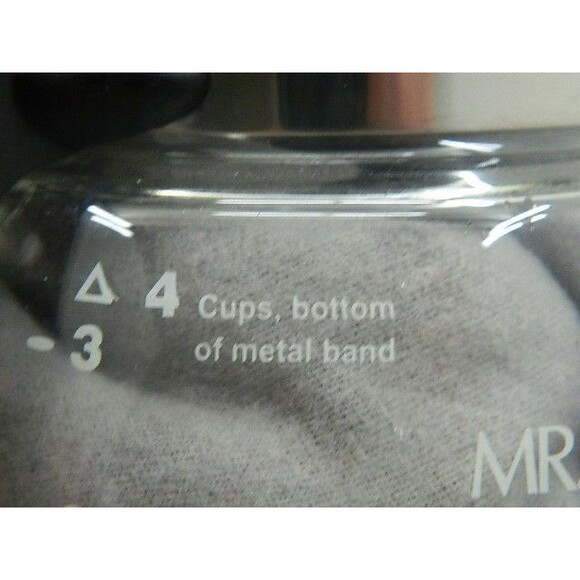 △ 4 Cups, bottom
of metal band
- 3
MR.